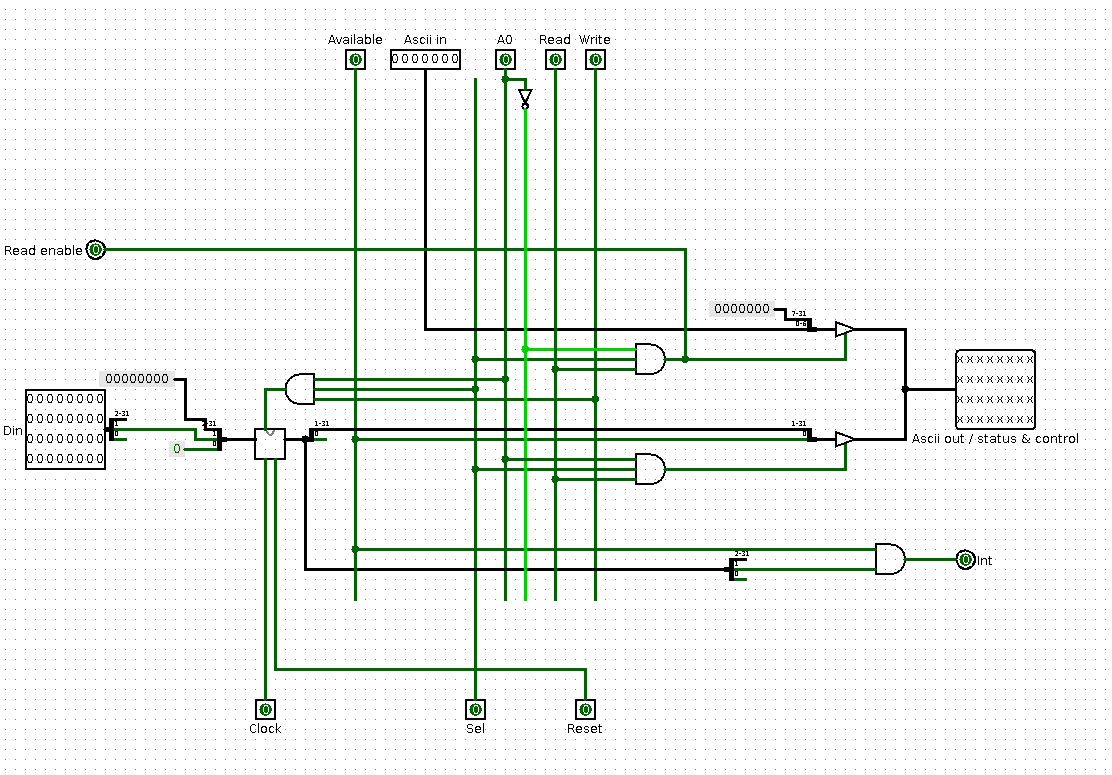 Available
Ascii in
A0
Read
Write
0
0000000
0
0
0
Read enable
0
0000000
7-31
0-6
00000000
Din
00000000
00000000
00000000
00000000
2-31
1
0
2-31
1
0
0
1-31
0
1-31
0
xxxxxxxx
xxxxxxxx
xxxxxxxx
xxxxxxxx
Ascii out / status & control
2-31
1
0
0
Int
0
0
0
Clock
Sel
Reset